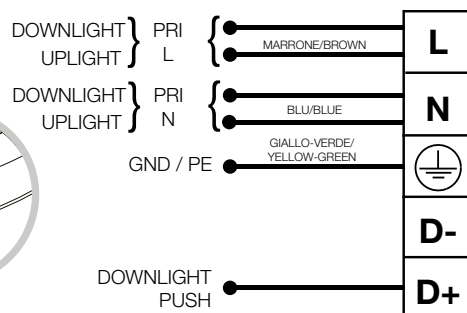 DOWNLIGHT } PRI {
UPLIGHT } L {
MARRONE/BROWN
L
DOWNLIGHT } PRI {
UPLIGHT } N {
BLU/BLUE
N
GND / PE
GIALLO-VERDE/
YELLOW-GREEN
D-
DOWNLIGHT
PUSH
D+